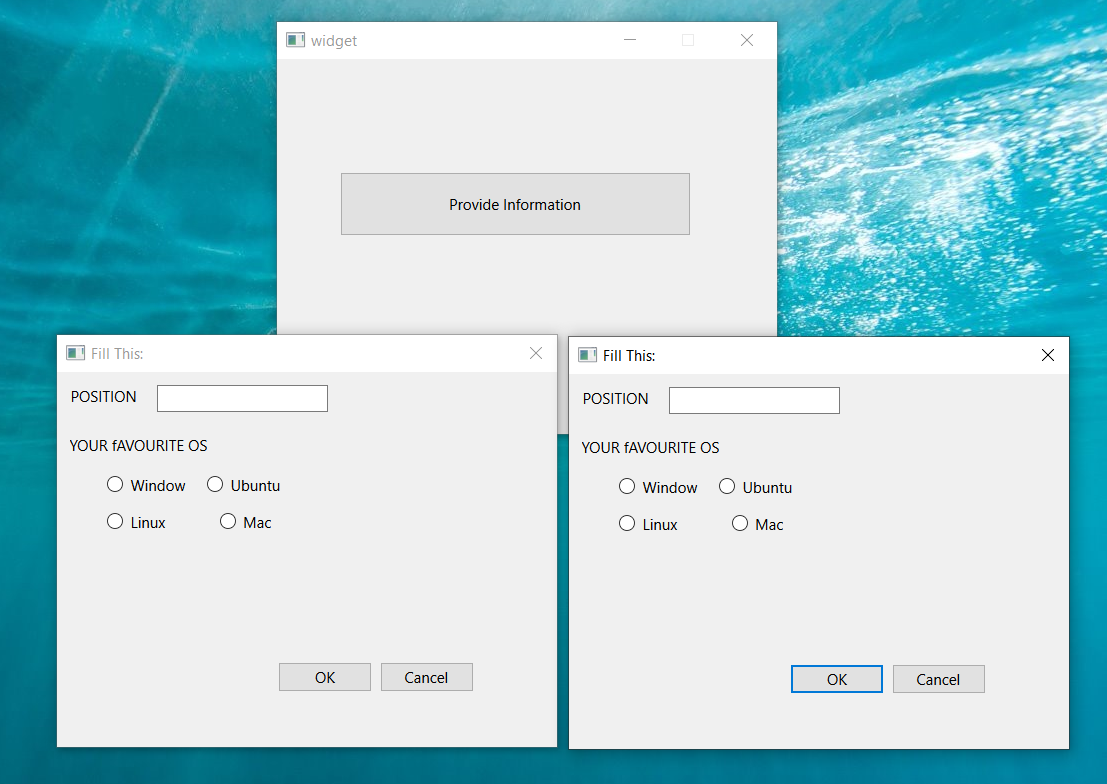 widget
Provide Information
Fill This:
POSITION
YOUR fAVOURITE OS
Window Ubuntu
Linux Mac
OK Cancel
Fill This:
POSITION
YOUR fAVOURITE OS
Window Ubuntu
Linux Mac
OK Cancel